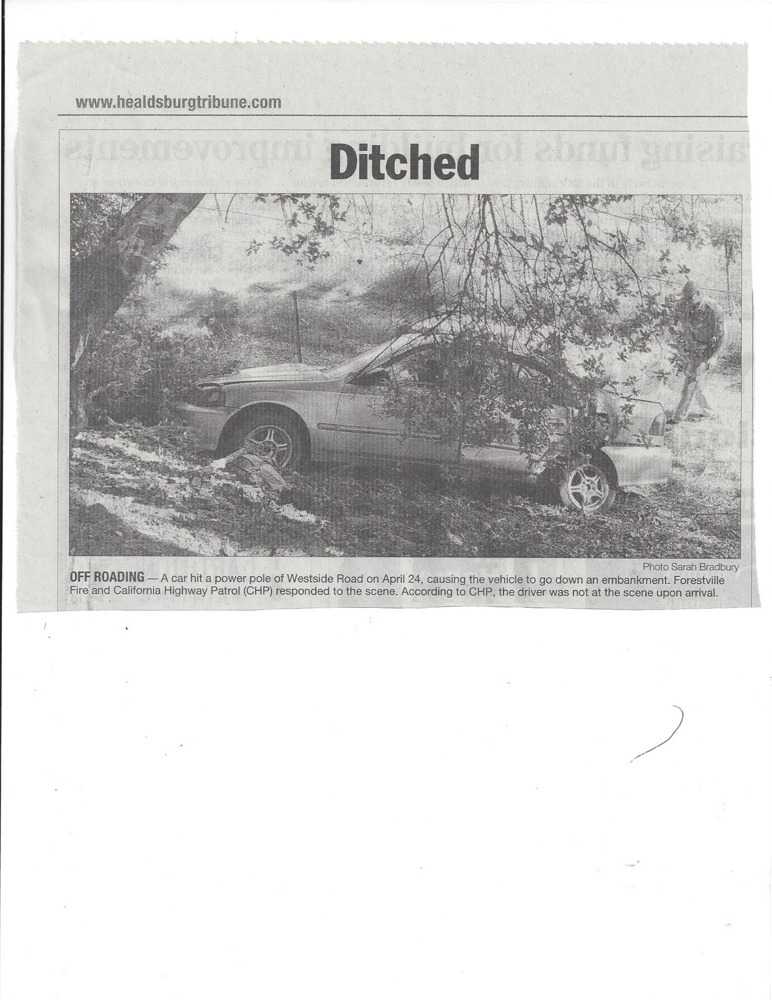 www.healdsburgtribune.com
Ditched
Photo Sarah Bradbury
OFF ROADING — A car hit a power pole of Westside Road on April 24, causing the vehicle to go down an embankment. Forestville
Fire and California Highway Patrol (CHP) responded to the scene. According to CHP, the driver was not at the scene upon arrival.